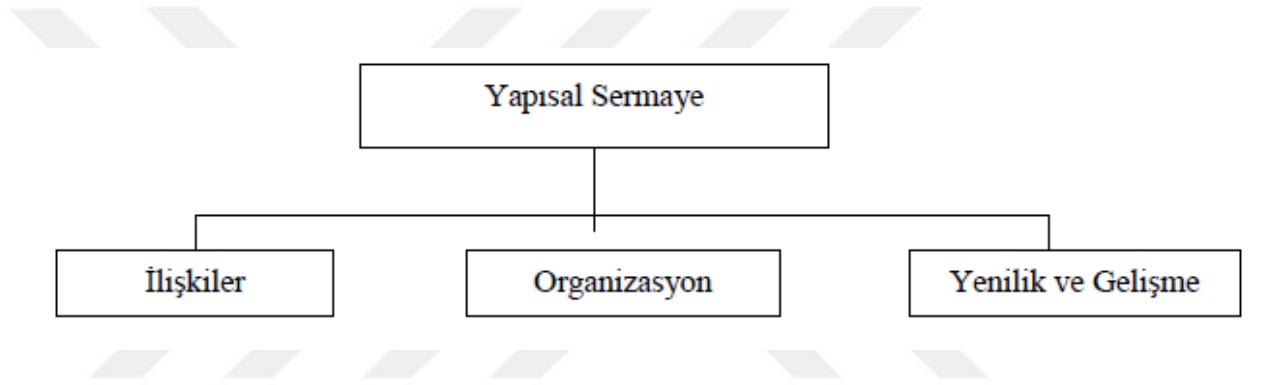 Yapısal Sermaye
İlişkiler
Organizasyon
Yenilik ve Gelişme